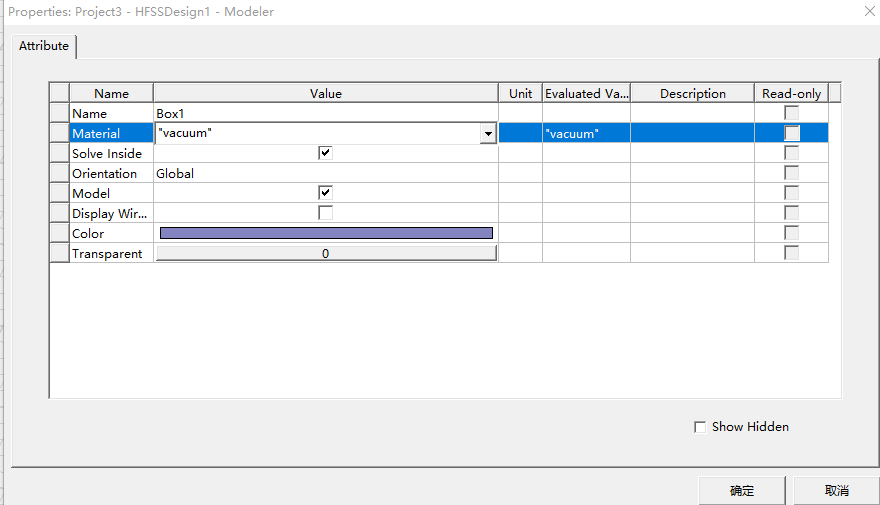 Properties: Project3 - HFSSDesign1 - Modeler
Attribute
Name Value Unit Evaluated Va... Description Read-only
Name Box1
Material "vacuum" "vacuum"
Solve Inside
Orientation Global
Model
Display Wir...
Color
Transparent 0
Show Hidden
确定 取消